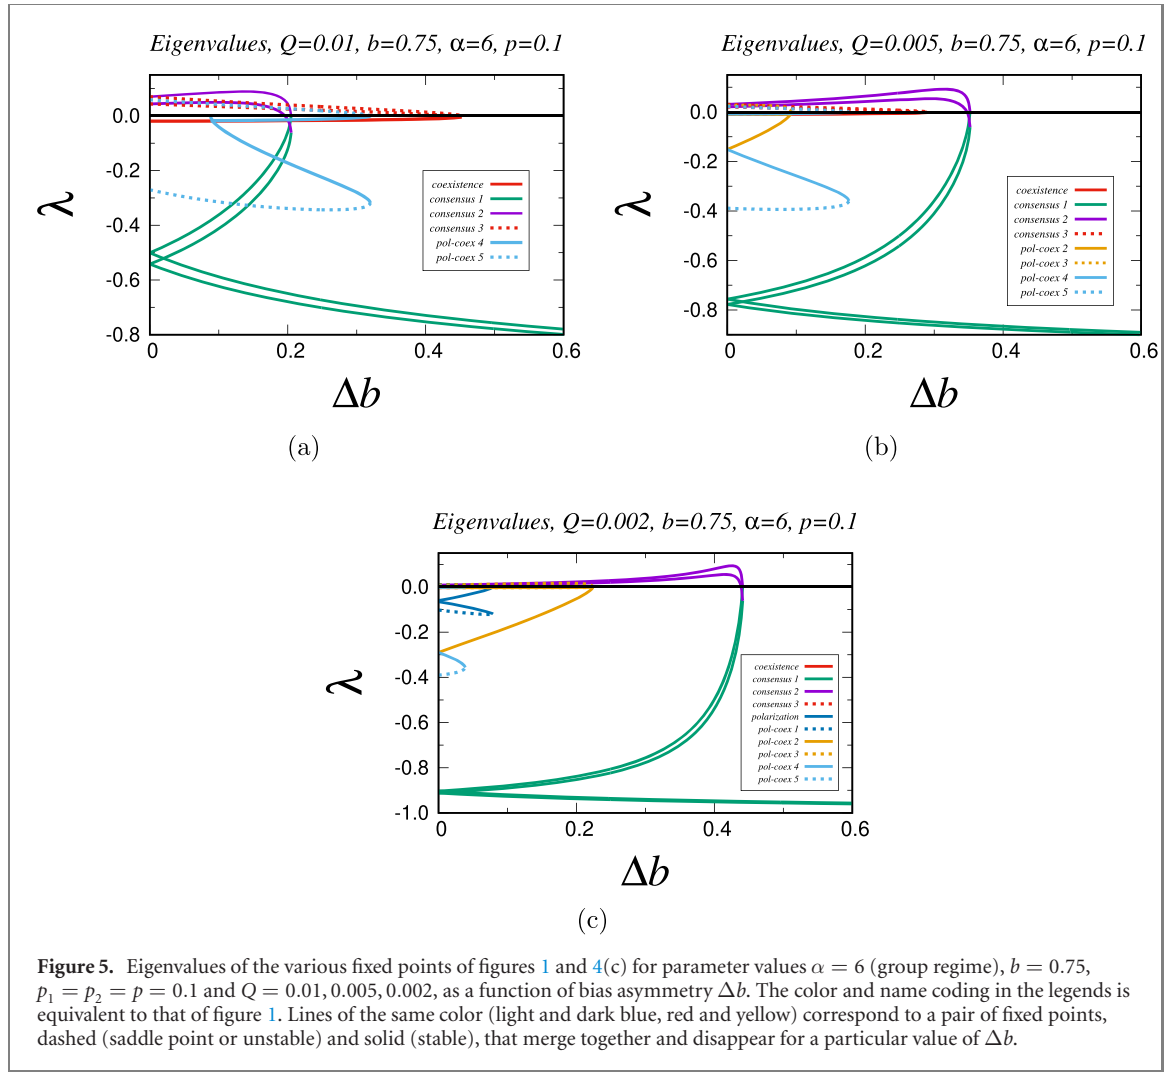 Eigenvalues, Q=0.01, b=0.75, α=6, p=0.1
0.0
-0.2
-0.4
-0.6
-0.8
λ
coexistence
consensus 1
consensus 2
consensus 3
pol-coex 4
pol-coex 5
0 0.2 0.4 0.6
Δb
(a)
Eigenvalues, Q=0.005, b=0.75, α=6, p=0.1
0.0
-0.2
-0.4
-0.6
-0.8
λ
coexistence
consensus 1
consensus 2
consensus 3
pol-coex 2
pol-coex 3
pol-coex 4
pol-coex 5
0 0.2 0.4 0.6
Δb
(b)
Eigenvalues, Q=0.002, b=0.75, α=6, p=0.1
0.0
-0.2
-0.4
-0.6
-0.8
-1.0
λ
coexistence
consensus 1
consensus 2
consensus 3
polarization
pol-coex 1
pol-coex 2
pol-coex 3
pol-coex 4
pol-coex 5
0 0.2 0.4 0.6
Δb
(c)
Figure 5. Eigenvalues of the various fixed points of figures 1 and 4(c) for parameter values α = 6 (group regime), b = 0.75,
p₁ = p₂ = p = 0.1 and Q = 0.01, 0.005, 0.002, as a function of bias asymmetry Δb. The color and name coding in the legends is
equivalent to that of figure 1. Lines of the same color (light and dark blue, red and yellow) correspond to a pair of fixed points,
dashed (saddle point or unstable) and solid (stable), that merge together and disappear for a particular value of Δb.